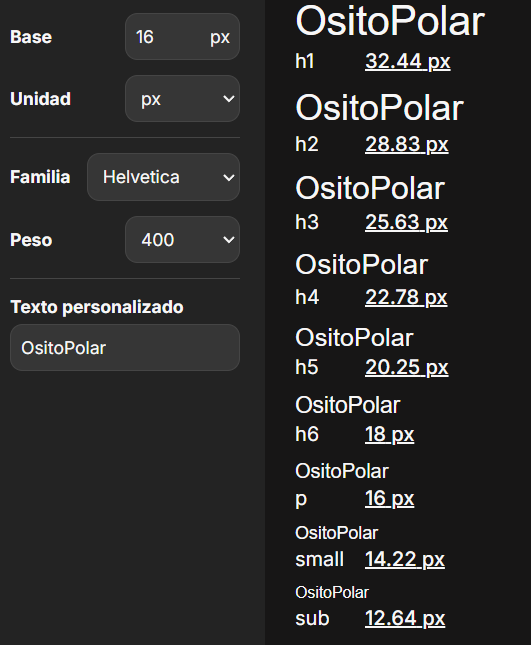 Base 16 px
Unidad px
Familia Helvetica
Peso 400
Texto personalizado
OsitoPolar
OsitoPolar
h1 32.44 px
OsitoPolar
h2 28.83 px
OsitoPolar
h3 25.63 px
OsitoPolar
h4 22.78 px
OsitoPolar
h5 20.25 px
OsitoPolar
h6 18 px
OsitoPolar
p 16 px
OsitoPolar
small 14.22 px
OsitoPolar
sub 12.64 px